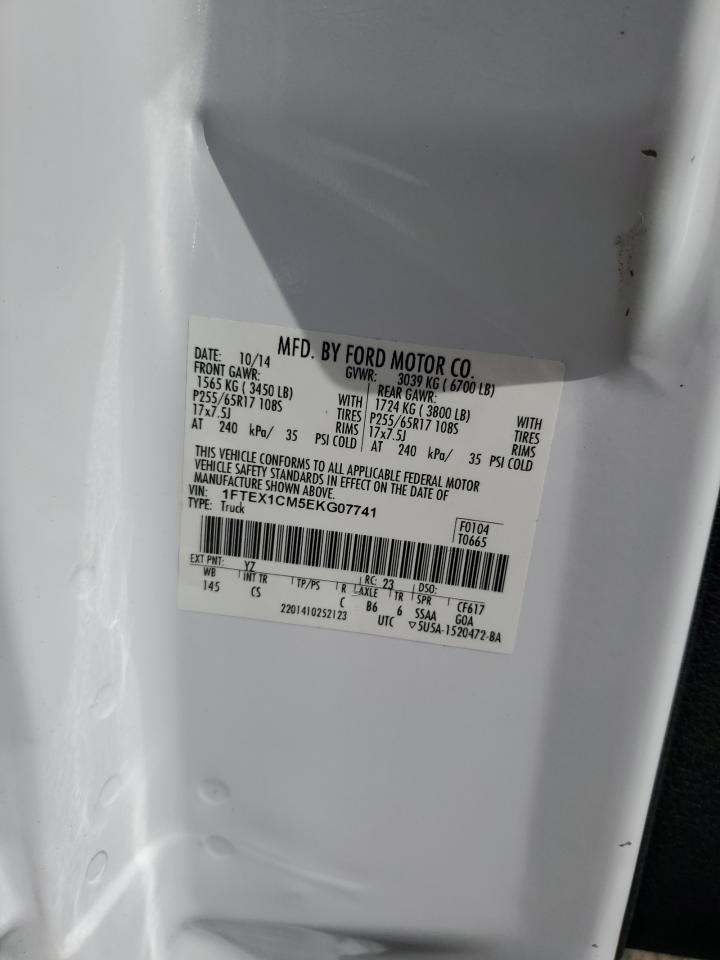 MFD. BY FORD MOTOR CO.
DATE: 10/14 GVWR: 3039 KG ( 6700 LB)
FRONT GAWR: REAR GAWR:
1565 KG ( 3450 LB) WITH 1724 KG ( 3800 LB) WITH
P255/65R17 108S TIRES P255/65R17 108S TIRES
17x7.5J RIMS 17x7.5J RIMS
AT 240 kPa/ 35 PSI COLD AT 240 kPa/ 35 PSI COLD
THIS VEHICLE CONFORMS TO ALL APPLICABLE FEDERAL MOTOR
VEHICLE SAFETY STANDARDS IN EFFECT ON THE DATE OF
MANUFACTURE SHOWN ABOVE.
VIN: 1FTEX1CM5EKG07741
TYPE: Truck
F0104
T0665
EXT PNT: YZ RC: 23 DSO:
WB INT TR TP/PS R AXLE TR SPR CF617
145 CS C B6 6 5SAA GOA
2201410252123 UTC ▽5U5A-1520472-BA